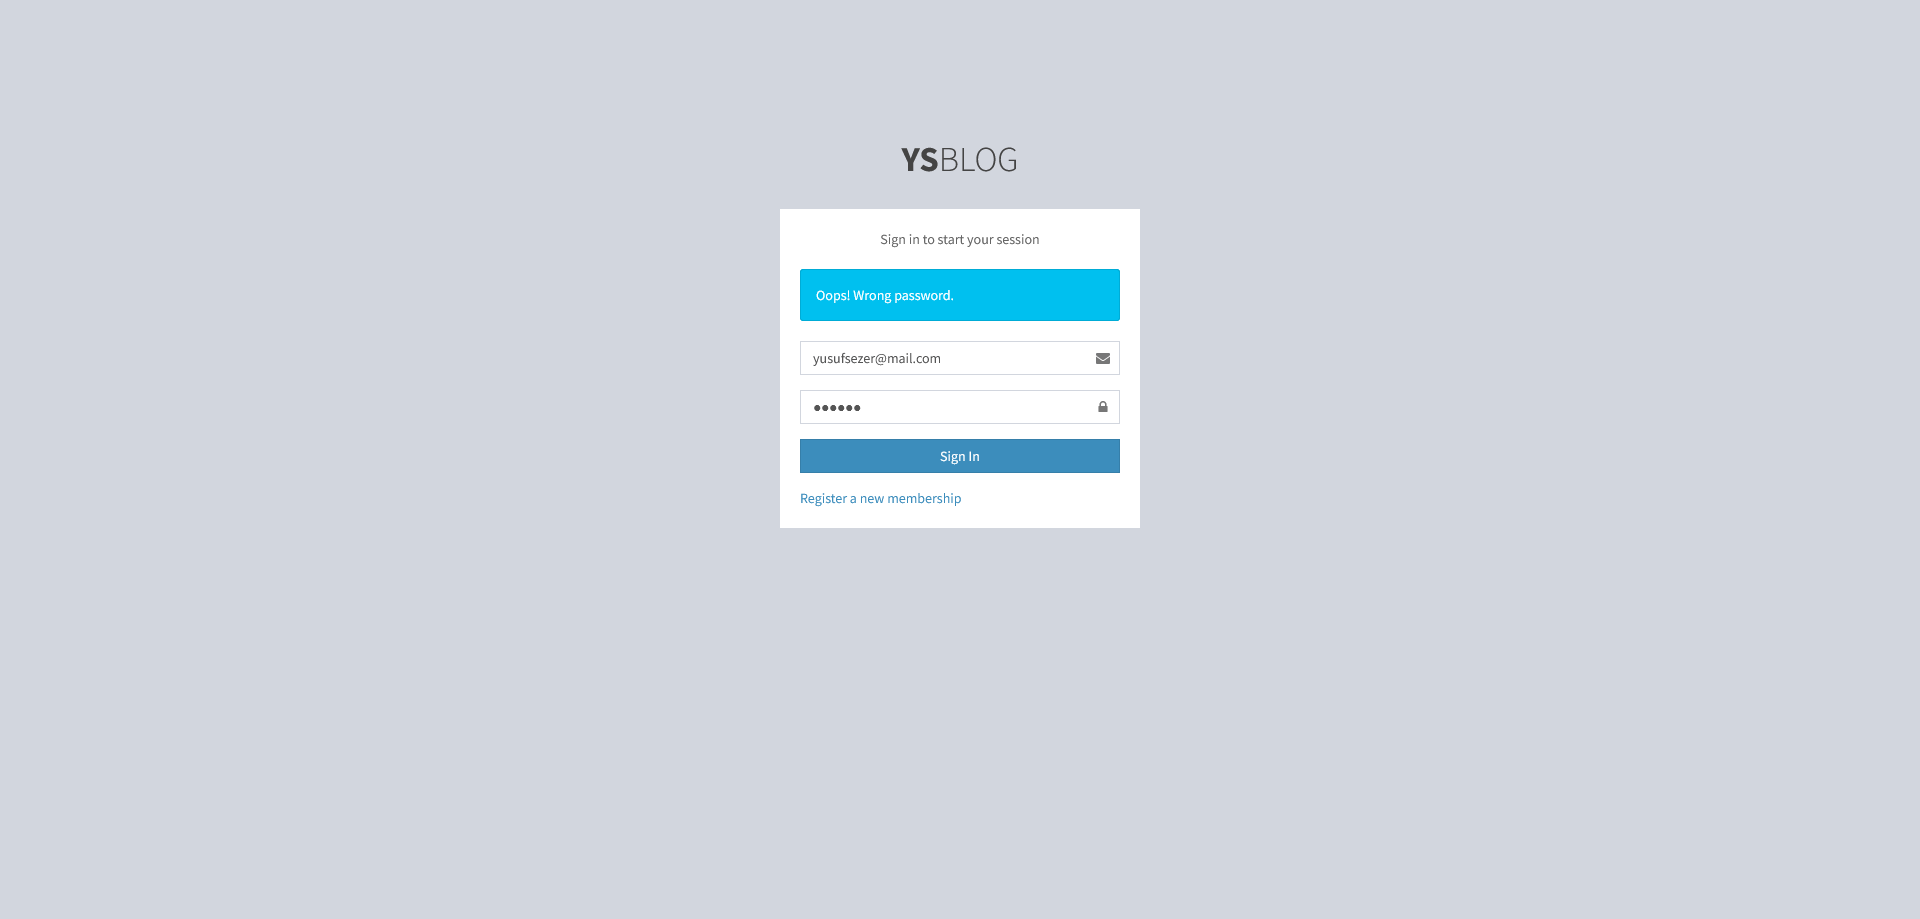 YSBLOG
Sign in to start your session
Oops! Wrong password.
yusufsezer@mail.com
••••••
Sign In
Register a new membership